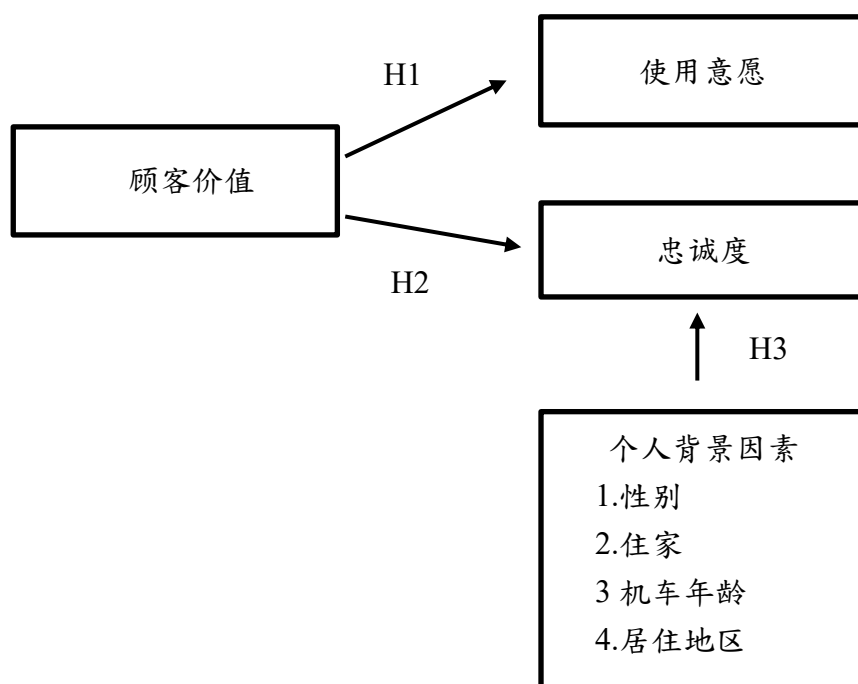 使用意愿
H1
顾客价值
忠诚度
H2
H3
个人背景因素
1.性别
2.住家
3 机车年龄
4.居住地区